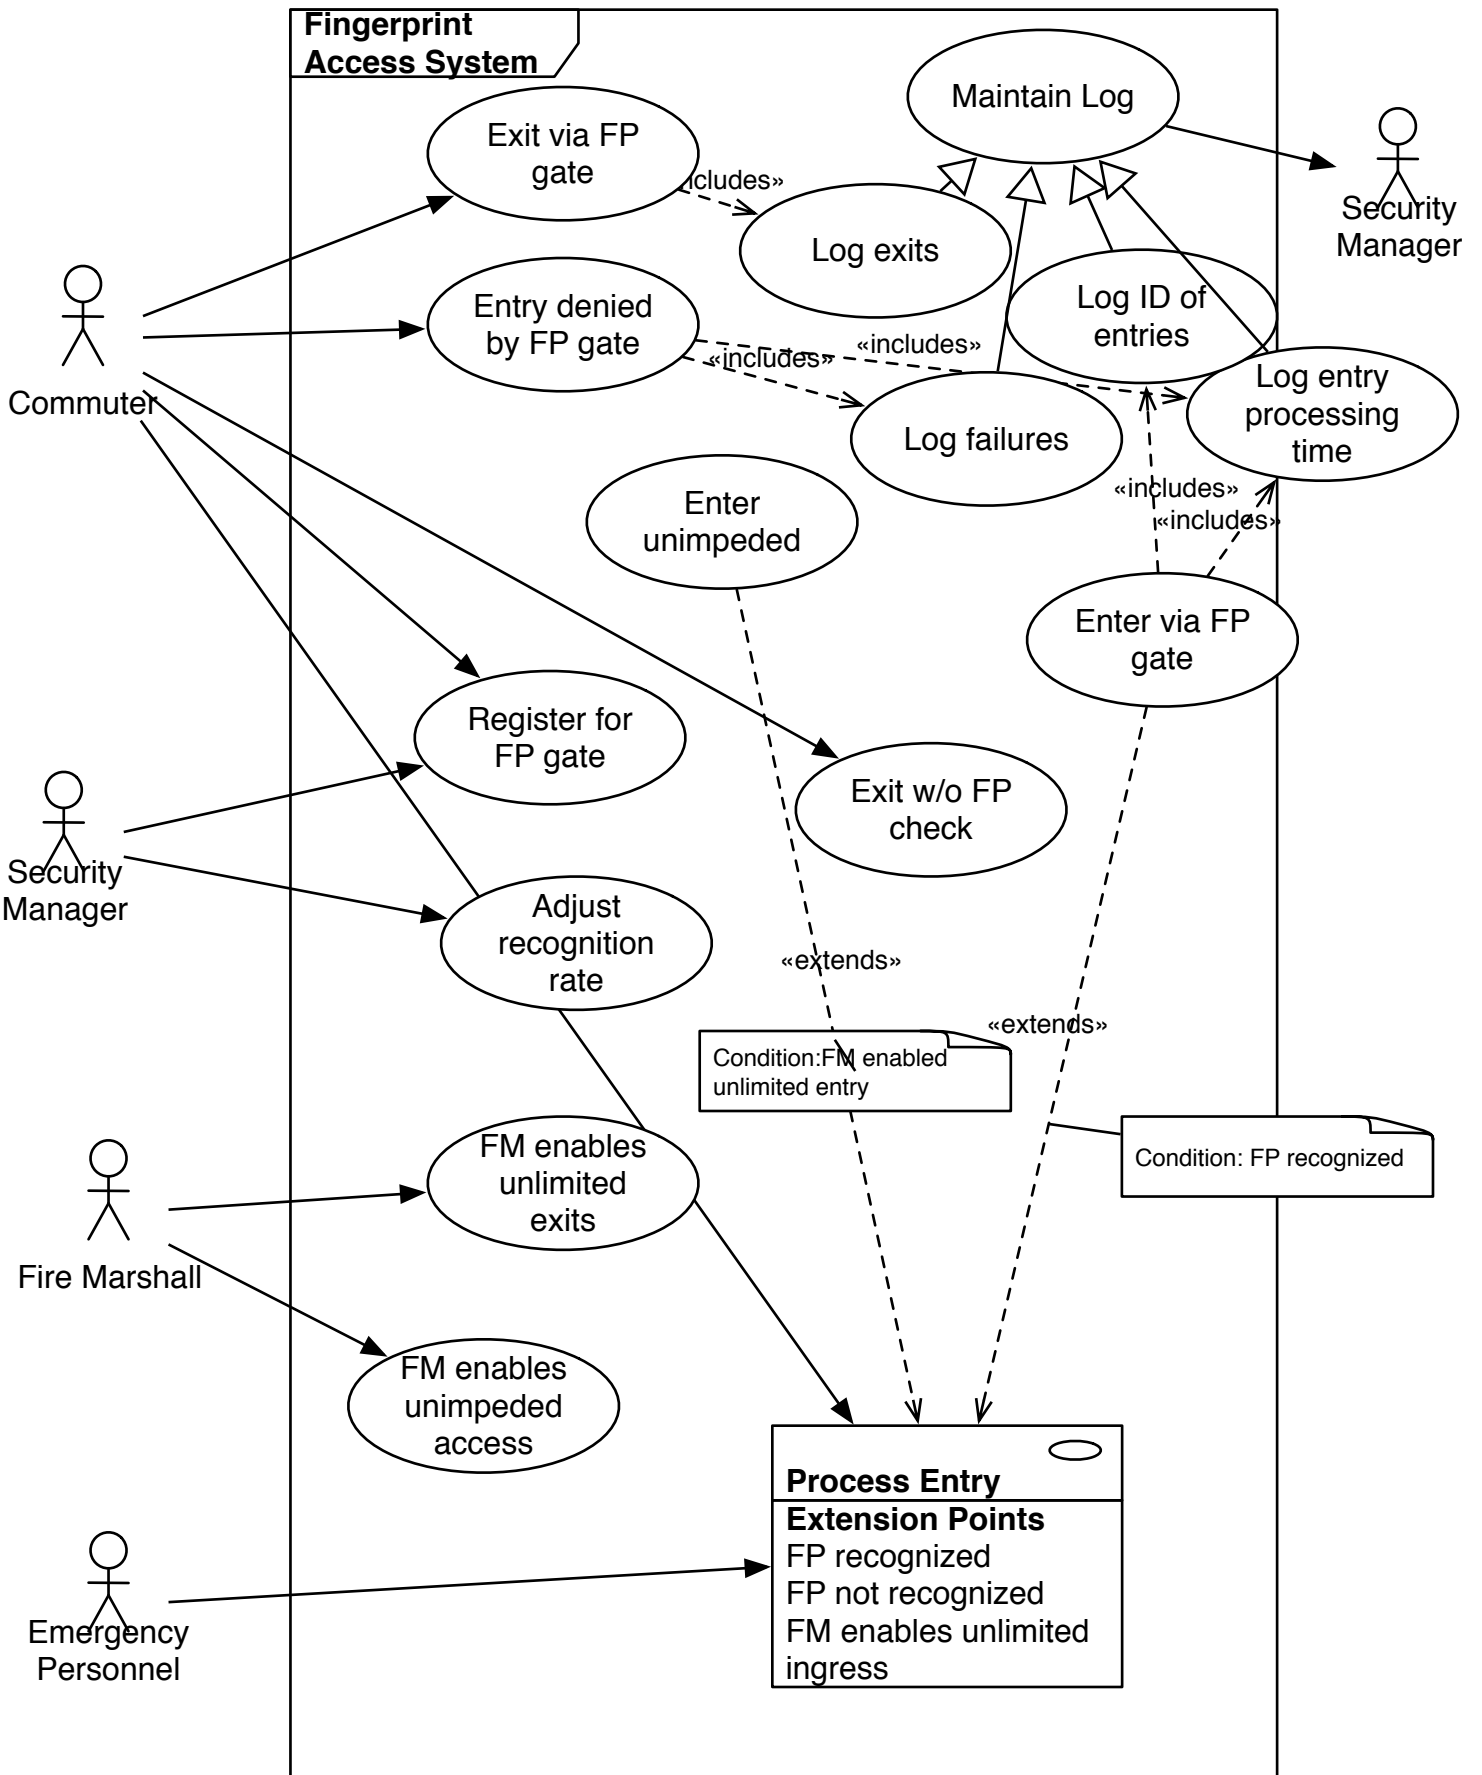 Fingerprint
Access System
Maintain Log
Exit via FP
gate
includes»
Security
Manager
Log exits
Log ID of
entries
Entry denied
by FP gate
«includes»
«includes»
Log entry
processing
time
Commuter
Log failures
«includes»
«includes»
Enter
unimpeded
Enter via FP
gate
Register for
FP gate
Exit w/o FP
check
Security
Manager
Adjust
recognition
rate
«extends»
«extends»
Condition:FM enabled
unlimited entry
Condition: FP recognized
FM enables
unlimited
exits
Fire Marshall
FM enables
unimpeded
access
Process Entry
Extension Points
FP recognized
FP not recognized
FM enables unlimited
ingress
Emergency
Personnel